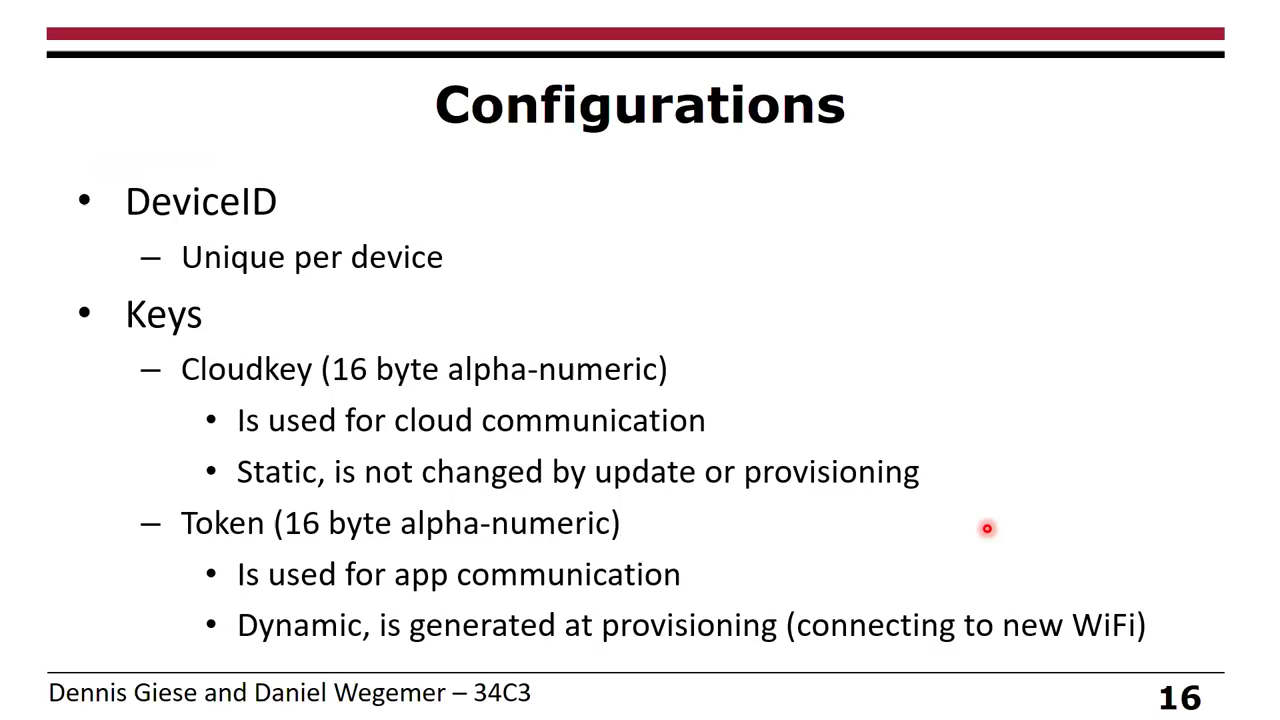 Configurations
• DeviceID
– Unique per device
• Keys
– Cloudkey (16 byte alpha-numeric)
• Is used for cloud communication
• Static, is not changed by update or provisioning
– Token (16 byte alpha-numeric)
• Is used for app communication
• Dynamic, is generated at provisioning (connecting to new WiFi)
Dennis Giese and Daniel Wegemer – 34C3
16